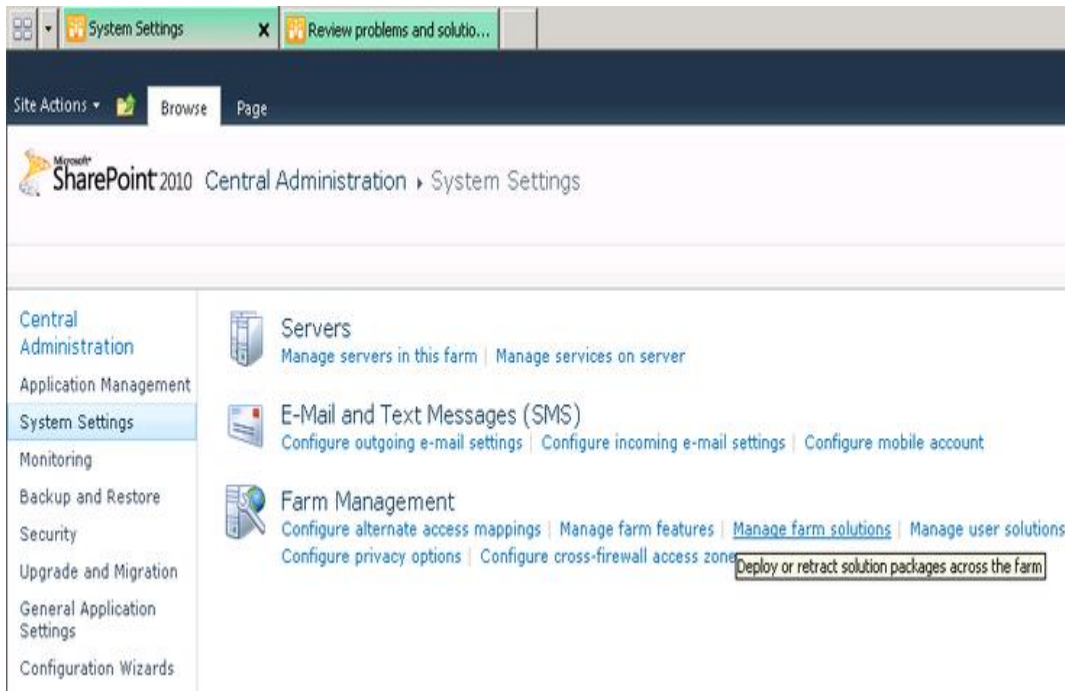 System Settings
Review problems and solutio...
Site Actions
Browse
Page
Microsoft
SharePoint 2010
Central Administration
System Settings
Central
Administration
Application Management
System Settings
Monitoring
Backup and Restore
Security
Upgrade and Migration
General Application
Settings
Configuration Wizards
Servers
Manage servers in this farm | Manage services on server
E-Mail and Text Messages (SMS)
Configure outgoing e-mail settings | Configure incoming e-mail settings | Configure mobile account
Farm Management
Configure alternate access mappings | Manage farm features | Manage farm solutions | Manage user solutions
Configure privacy options | Configure cross-firewall access zone
Deploy or retract solution packages across the farm